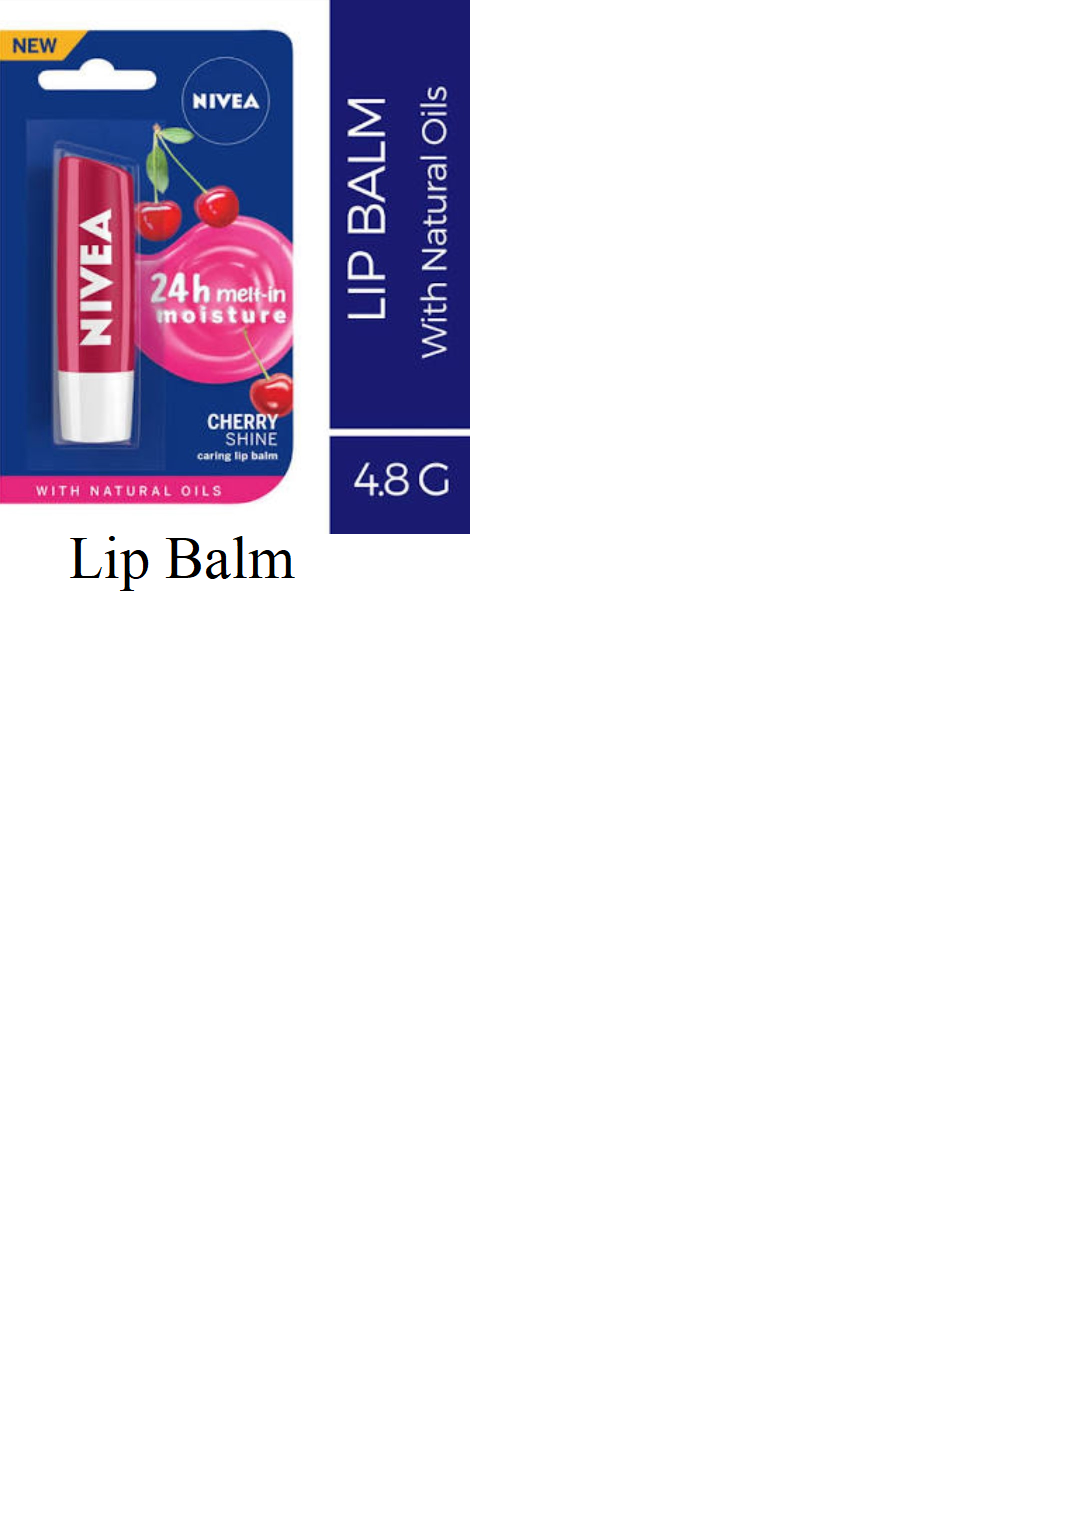 NEW
NIVEA
NIVEA
24h melt-in
moisture
CHERRY
SHINE
caring lip balm
WITH NATURAL OILS
LIP BALM
With Natural Oils
4.8 G
Lip Balm